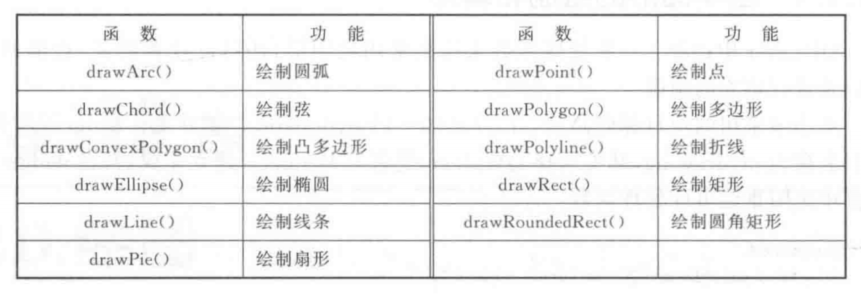 函 数 功 能 函 数 功 能
drawArc() 绘制圆弧 drawPoint() 绘制点
drawChord() 绘制弦 drawPolygon() 绘制多边形
drawConvexPolygon() 绘制凸多边形 drawPolyline() 绘制折线
drawEllipse() 绘制椭圆 drawRect() 绘制矩形
drawLine() 绘制线条 drawRoundedRect() 绘制圆角矩形
drawPie() 绘制扇形